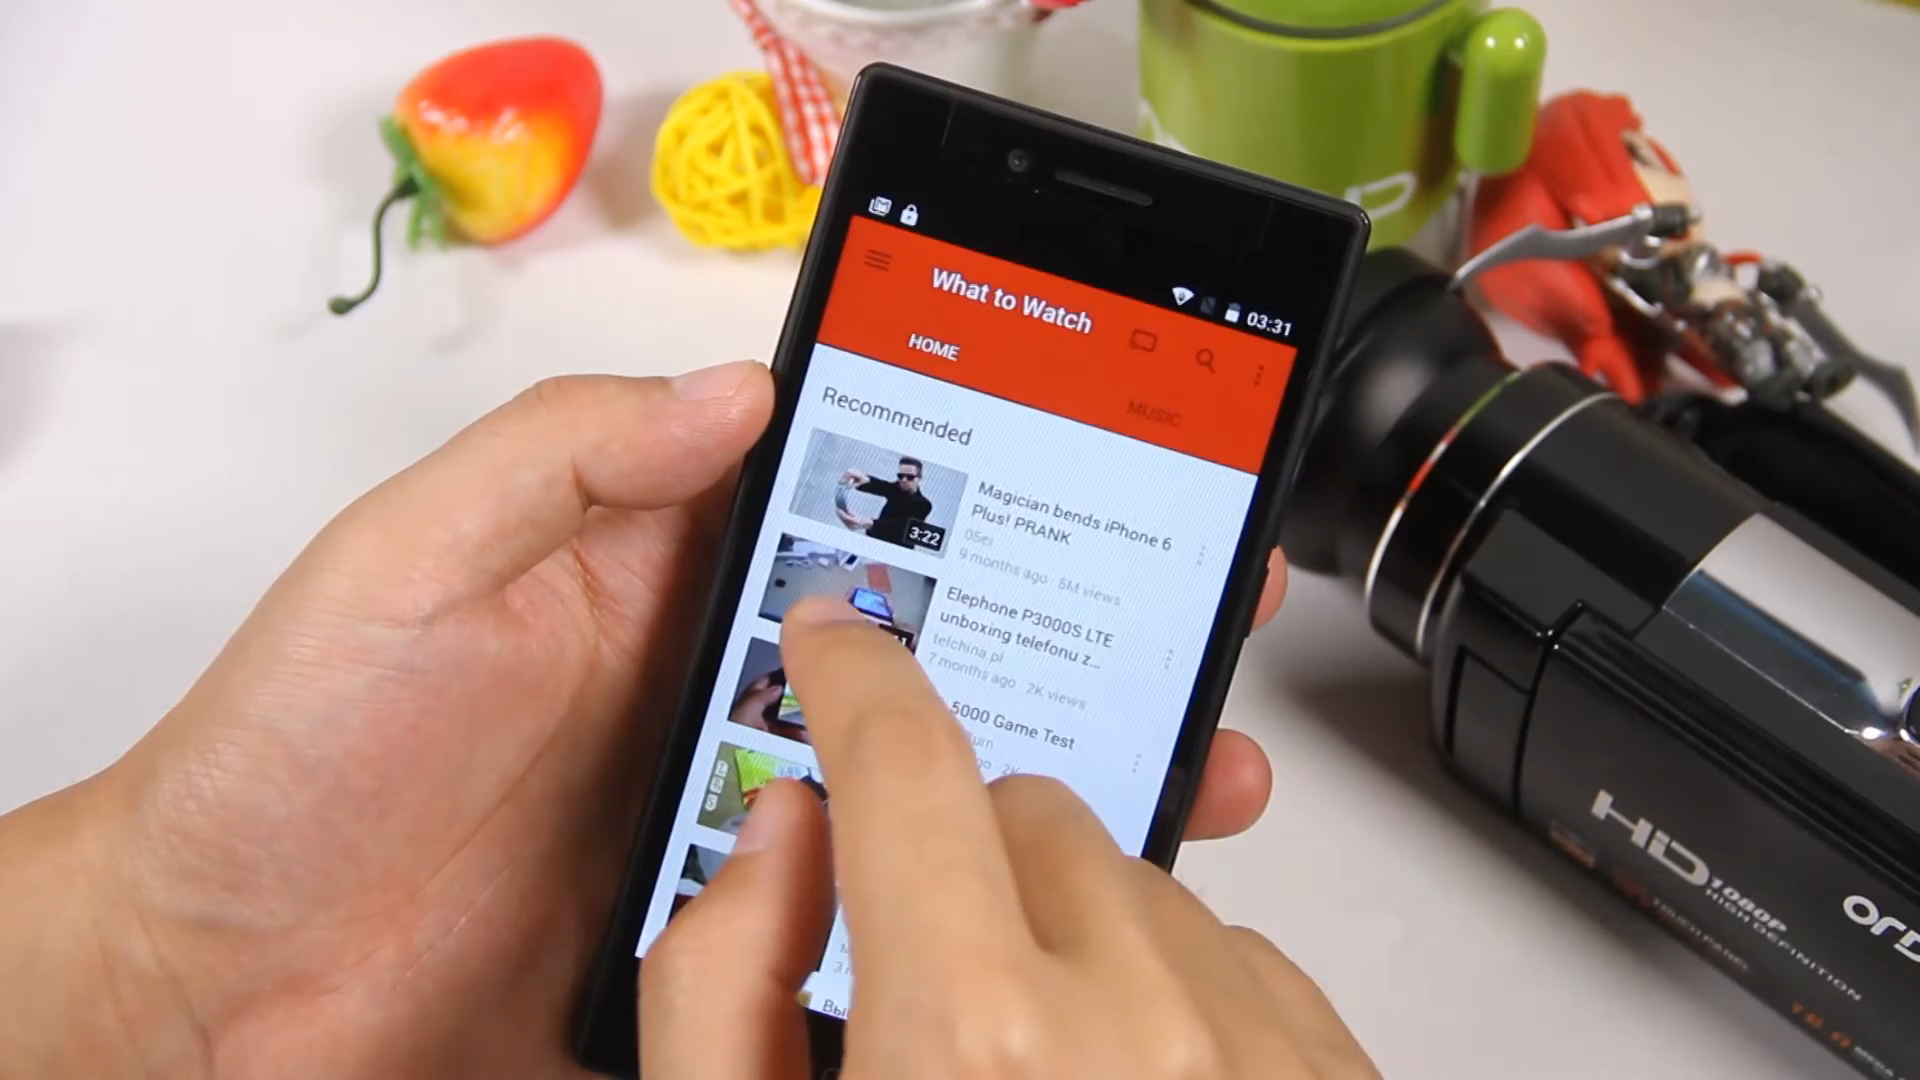 03:31
What to Watch
HOME
MUSIC
Recommended
3:22
Magician bends iPhone 6
Plus! PRANK
9 months ago 5M views
Elephone P3000S LTE
unboxing telefonu z...
telchina.pl
7 months ago 2K views
5000 Game Test
2K
HD
1080P
HIGH DEFINITION